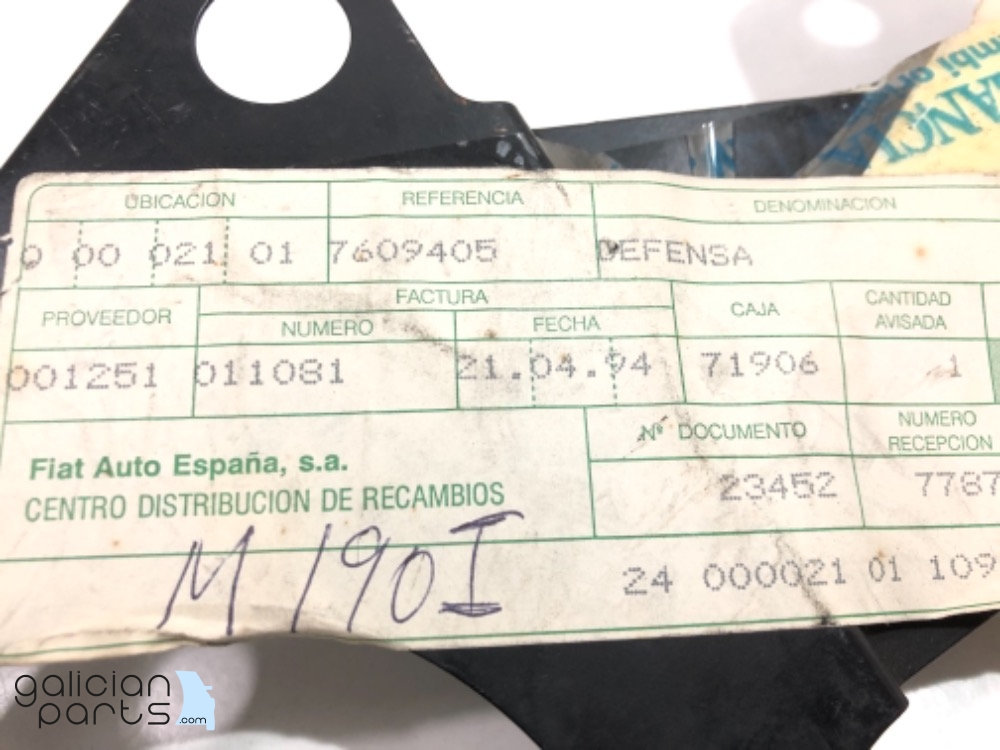 LANCIA
UBICACION REFERENCIA DENOMINACION
0 00 021 01 7609405 DEFENSA
PROVEEDOR FACTURA CAJA CANTIDAD AVISADA
NUMERO FECHA
001251 011081 21.04.94 71906 1
Fiat Auto España, s.a. Nº DOCUMENTO NUMERO RECEPCION
CENTRO DISTRIBUCION DE RECAMBIOS 23452 7787
M 190I
24 000021 01 109
galician
parts.com